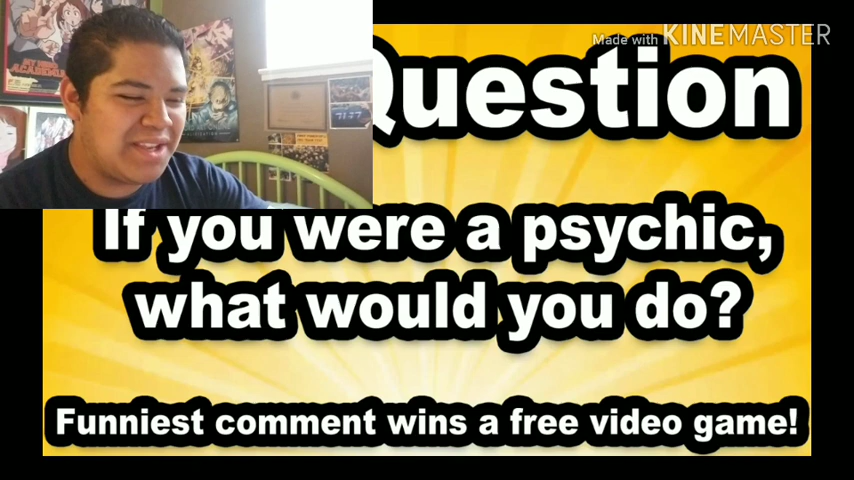 Made with KINEMASTER
Question
If you were a psychic,
what would you do?
Funniest comment wins a free video game!